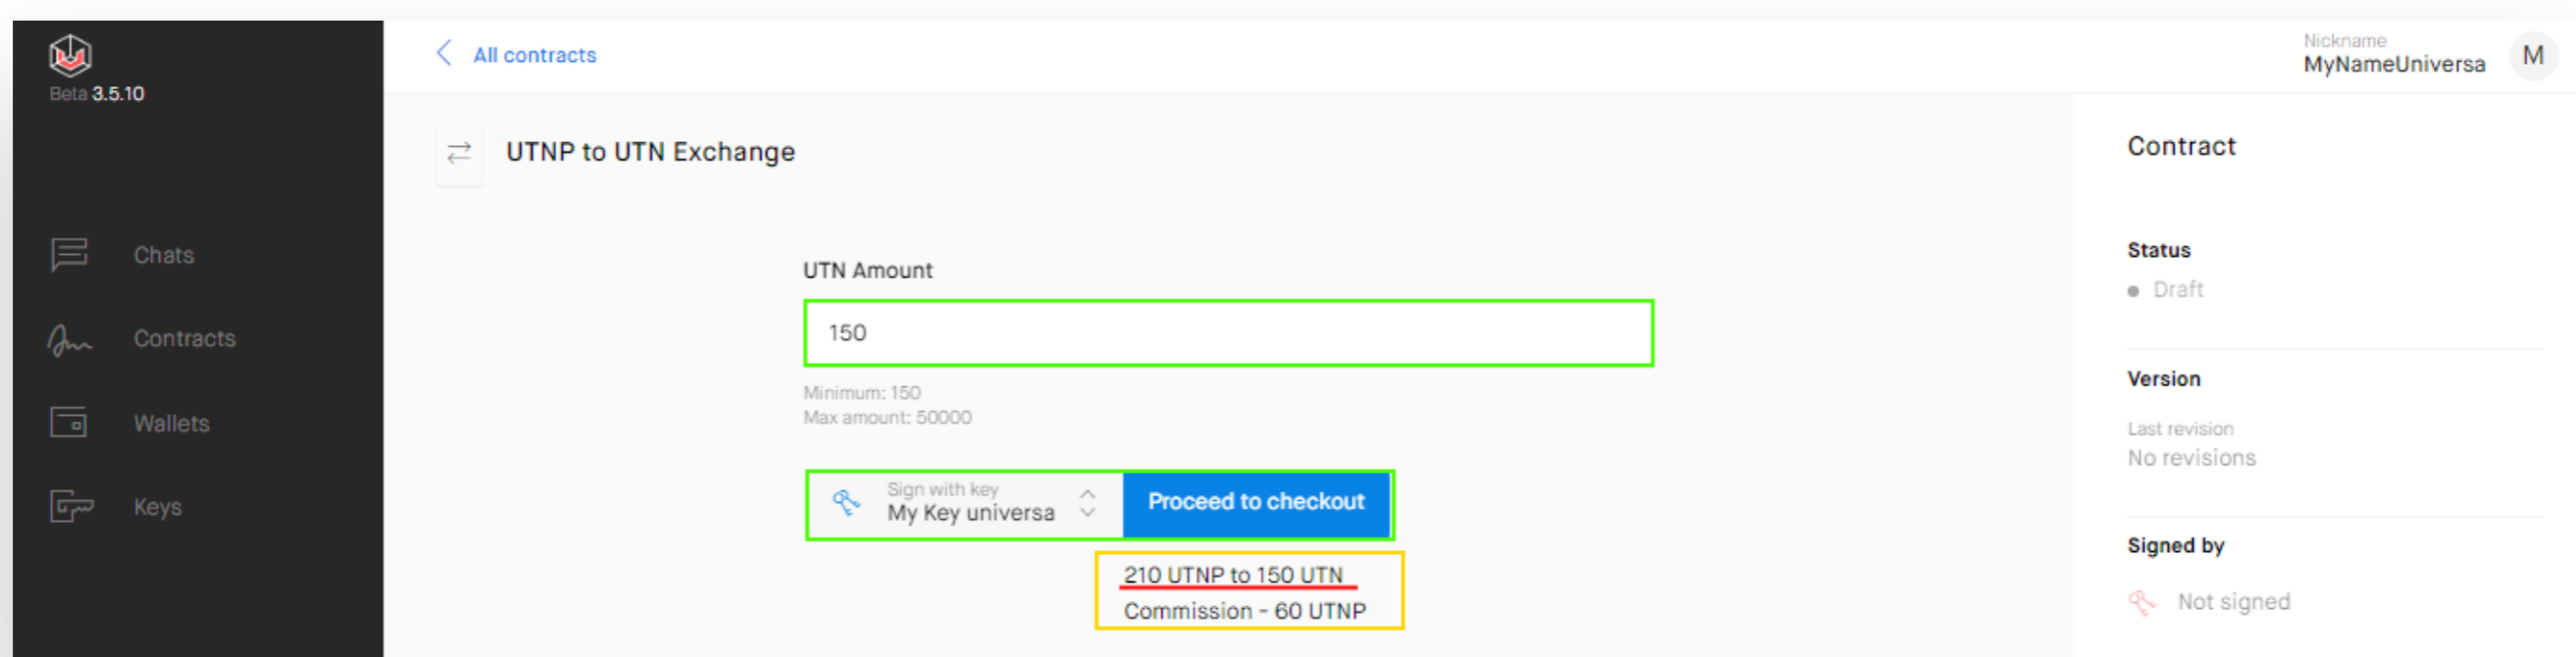 Beta 3.5.10
All contracts
Nickname
MyNameUniversa
M
UTNP to UTN Exchange
Chats
Contracts
Wallets
Keys
UTN Amount
150
Minimum: 150
Max amount: 50000
Sign with key
My Key universa
Proceed to checkout
210 UTNP to 150 UTN
Commission - 60 UTNP
Contract
Status
Draft
Version
Last revision
No revisions
Signed by
Not signed